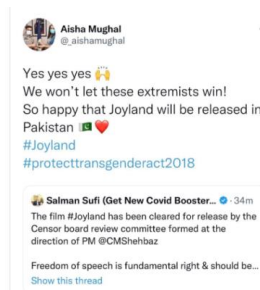 Aisha Mughal
@_aishamughal
Yes yes yes 🙌
We won't let these extremists win!
So happy that Joyland will be released in
Pakistan 🇵🇰❤️
#Joyland
#protecttransgenderact2018
Salman Sufi (Get New Covid Booster... · 34m
The film #Joyland has been cleared for release by the
Censor board review committee formed at the
direction of PM @CMShehbaz
Freedom of speech is fundamental right & should be...
Show this thread